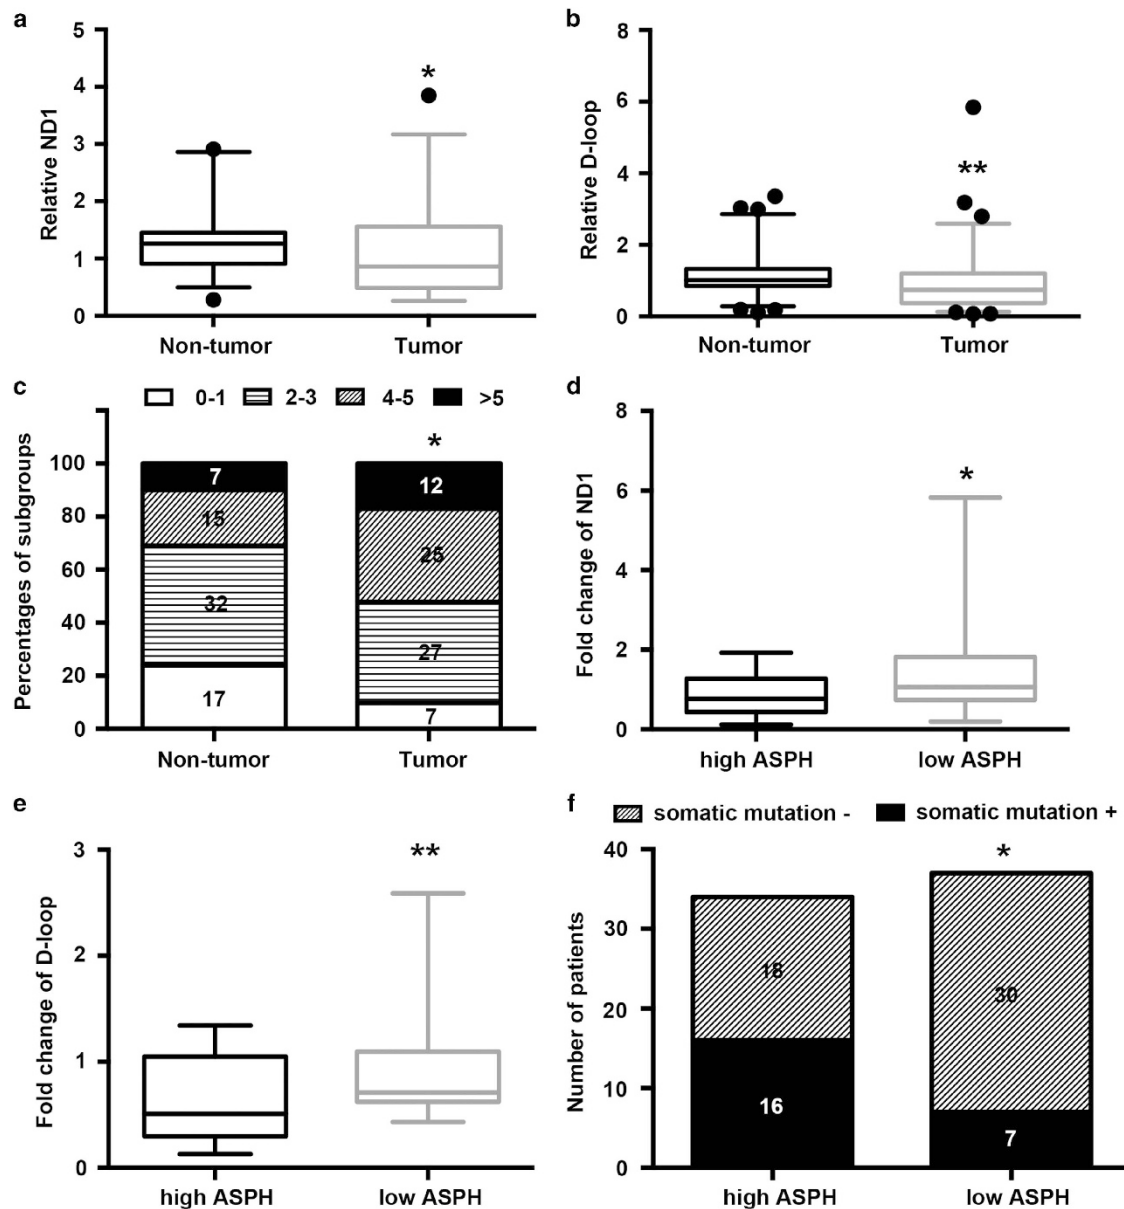 a
Relative ND1
5
4
3
2
1
0
*
Non-tumor
Tumor
b
Relative D-loop
8
6
4
2
0
**
Non-tumor
Tumor
c
0-1
2-3
4-5
>5
Percentages of subgroups
100
80
60
40
20
0
*
7
15
32
17
12
25
27
7
Non-tumor
Tumor
d
Fold change of ND1
8
6
4
2
0
*
high ASPH
low ASPH
e
Fold change of D-loop
3
2
1
0
**
high ASPH
low ASPH
f
somatic mutation -
somatic mutation +
Number of patients
40
30
20
10
0
*
18
16
30
7
high ASPH
low ASPH